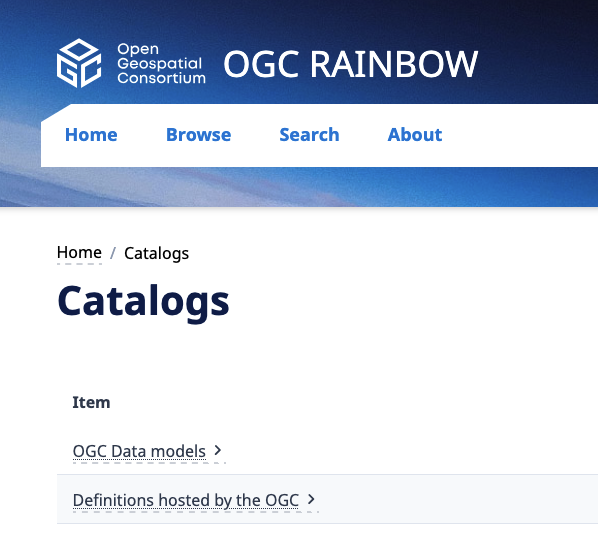 Open
Geospatial
Consortium
OGC RAINBOW
Home Browse Search About
Home / Catalogs
Catalogs
Item
OGC Data models
Definitions hosted by the OGC